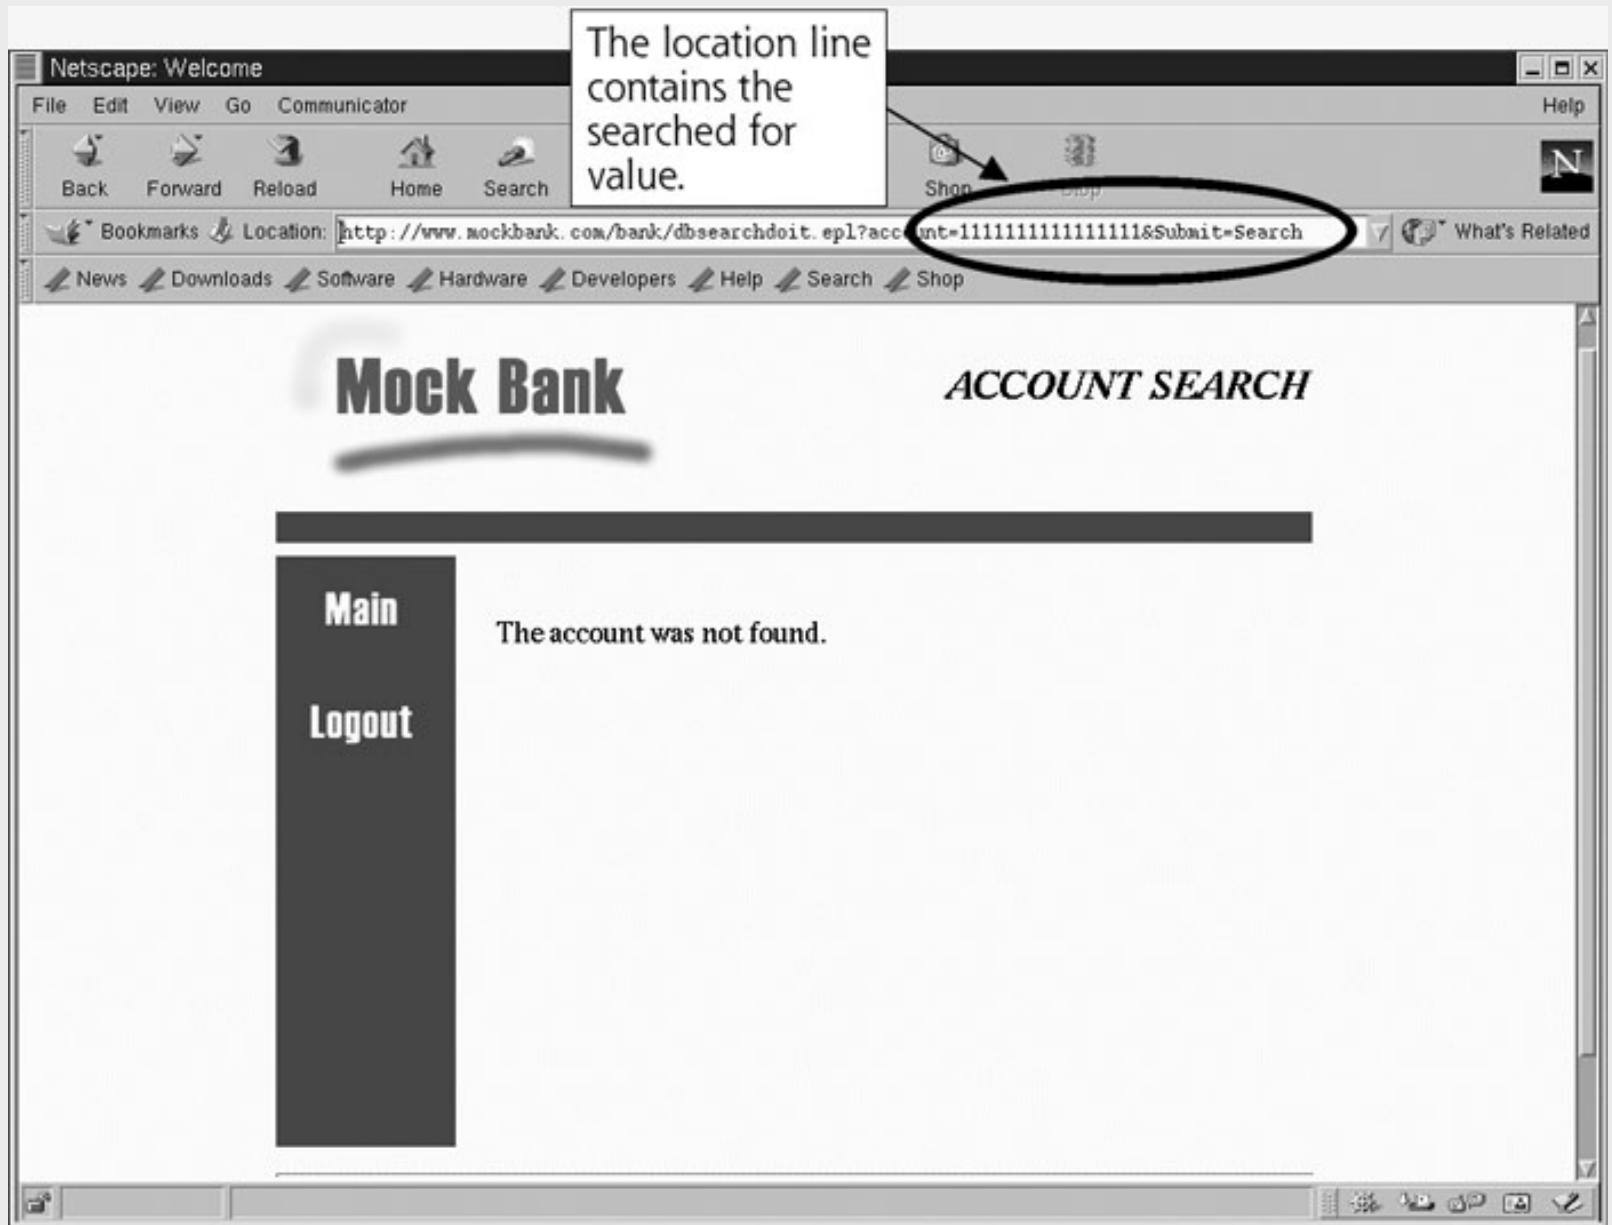 The location line
contains the
searched for
value.
Netscape: Welcome
File Edit View Go Communicator Help
Back Forward Reload Home Search Shop Stop
N
Bookmarks Location: http://www.mockbank.com/bank/dbsearchdoit.epl?account=1111111111111111&Submit=Search What's Related
News Downloads Software Hardware Developers Help Search Shop
Mock Bank
ACCOUNT SEARCH
Main
The account was not found.
Logout